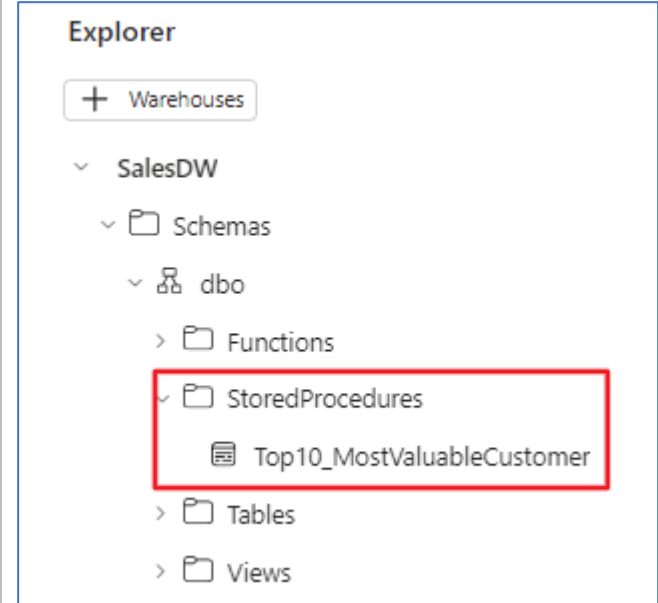 Explorer
+ Warehouses
SalesDW
Schemas
dbo
Functions
StoredProcedures
Top10_MostValuableCustomer
Tables
Views